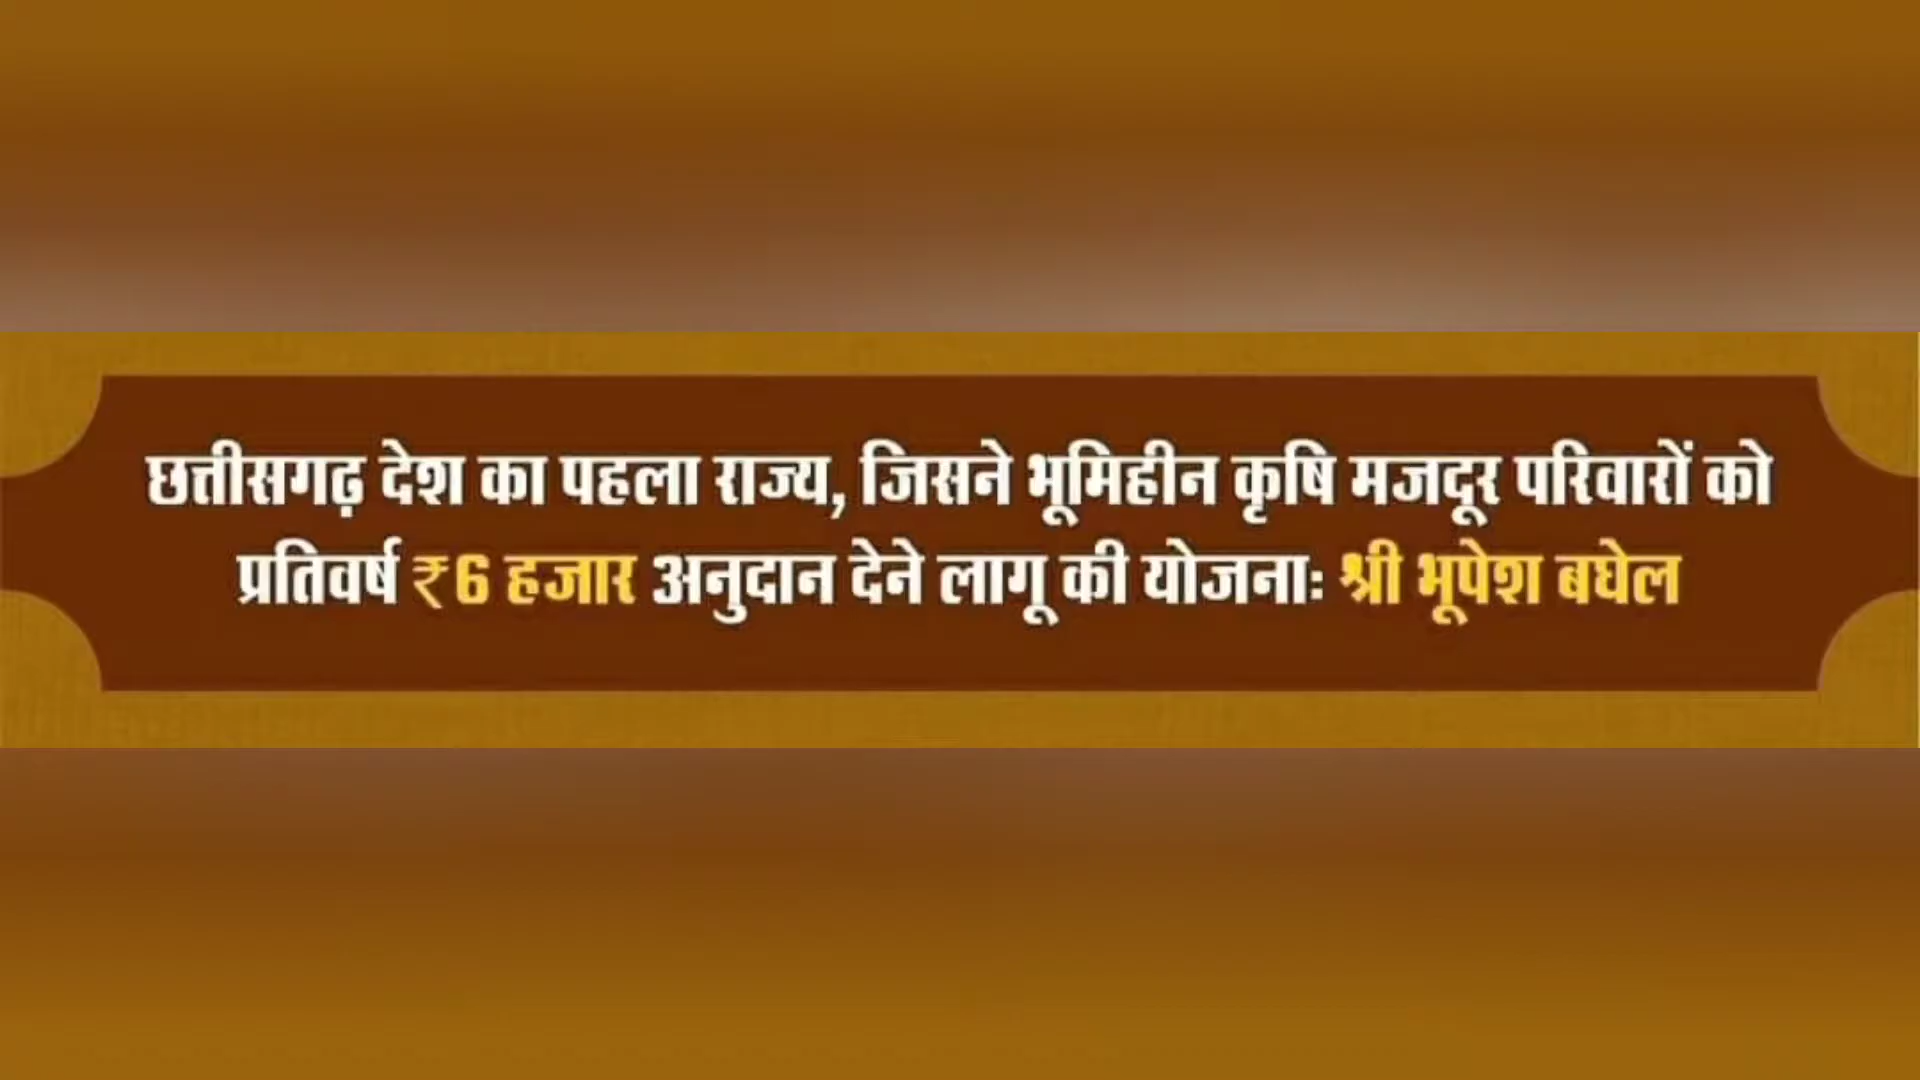 छत्तीसगढ़ देश का पहला राज्य, जिसने भूमिहीन कृषि मजदूर परिवारों को
प्रतिवर्ष ₹6 हजार अनुदान देने लागू की योजनाः श्री भूपेश बघेल